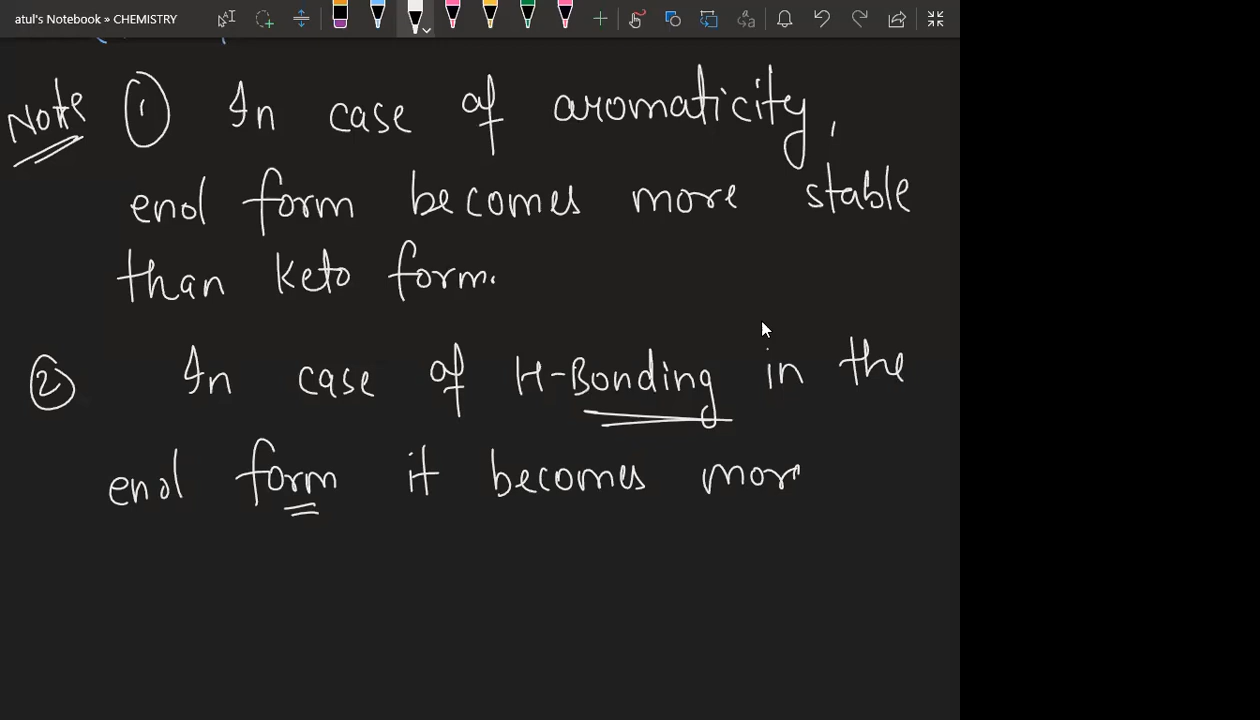 atul's Notebook » CHEMISTRY
Note ① In case of aromaticity,
enol form becomes more stable
than keto form.
② In case of H-Bonding in the
enol form it becomes mor